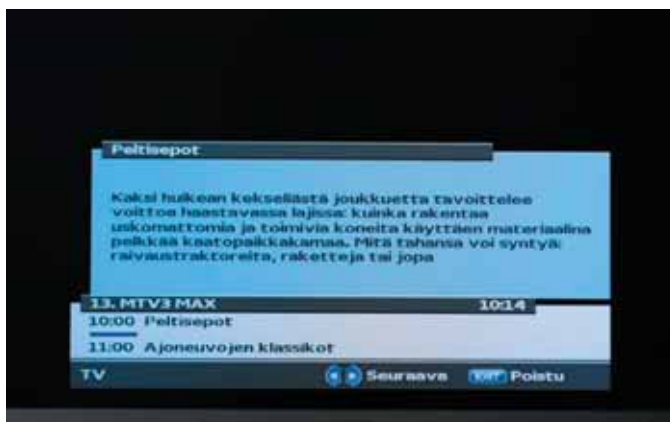 Peltisepot
Kaksi huikean kekseliästä joukkuetta tavoittelee
voittoa haastavassa lajissa: kuinka rakentaa
uskomattomia ja toimivia koneita käyttäen materiaalina
pelkkää kaatopaikkakamaa. Mitä tahansa voi syntyä:
raivaustraktoreita, raketteja tai jopa
13. MTV3 MAX 10:14
10:00 Peltisepot
11:00 Ajoneuvojen klassikot
TV Seuraava EXIT Poistu